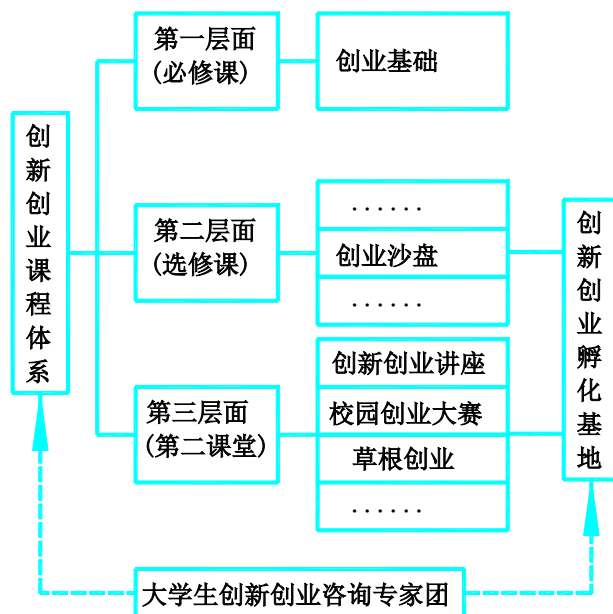 创新创业课程体系
第一层面
(必修课)
创业基础
第二层面
(选修课)
......
创业沙盘
......
第三层面
(第二课堂)
创新创业讲座
校园创业大赛
草根创业
......
创新创业孵化基地
大学生创新创业咨询专家团